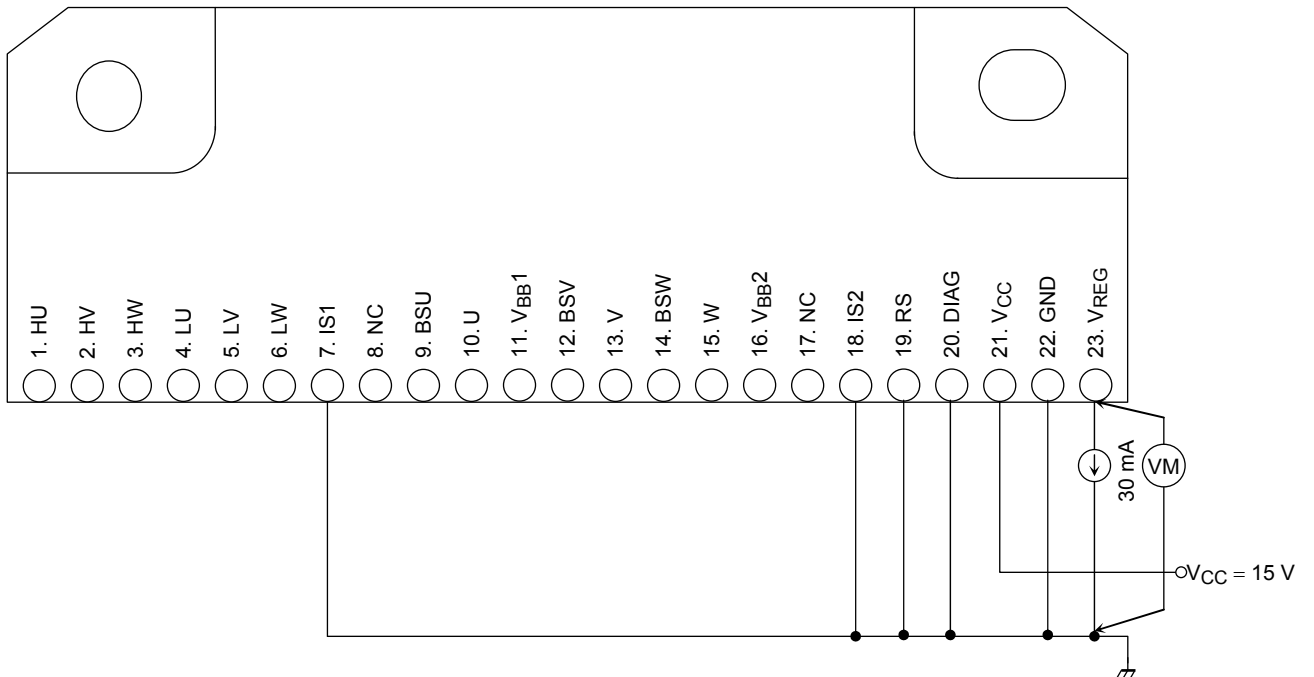 1. HU
2. HV
3. HW
4. LU
5. LV
6. LW
7. IS1
8. NC
9. BSU
10. U
11. VBB1
12. BSV
13. V
14. BSW
15. W
16. VBB2
17. NC
18. IS2
19. RS
20. DIAG
21. VCC
22. GND
23. VREG
30 mA
VM
VCC = 15 V